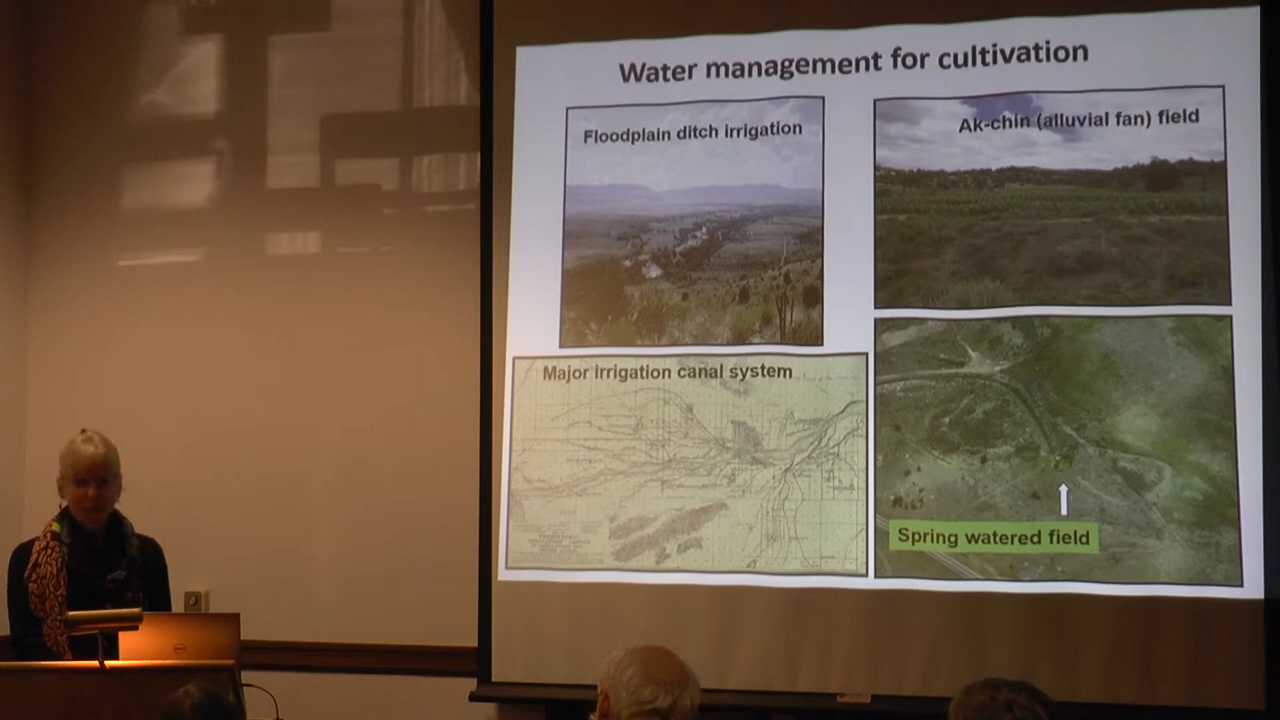 Water management for cultivation
Floodplain ditch irrigation
Ak-chin (alluvial fan) field
Major irrigation canal system
Spring watered field
DELL